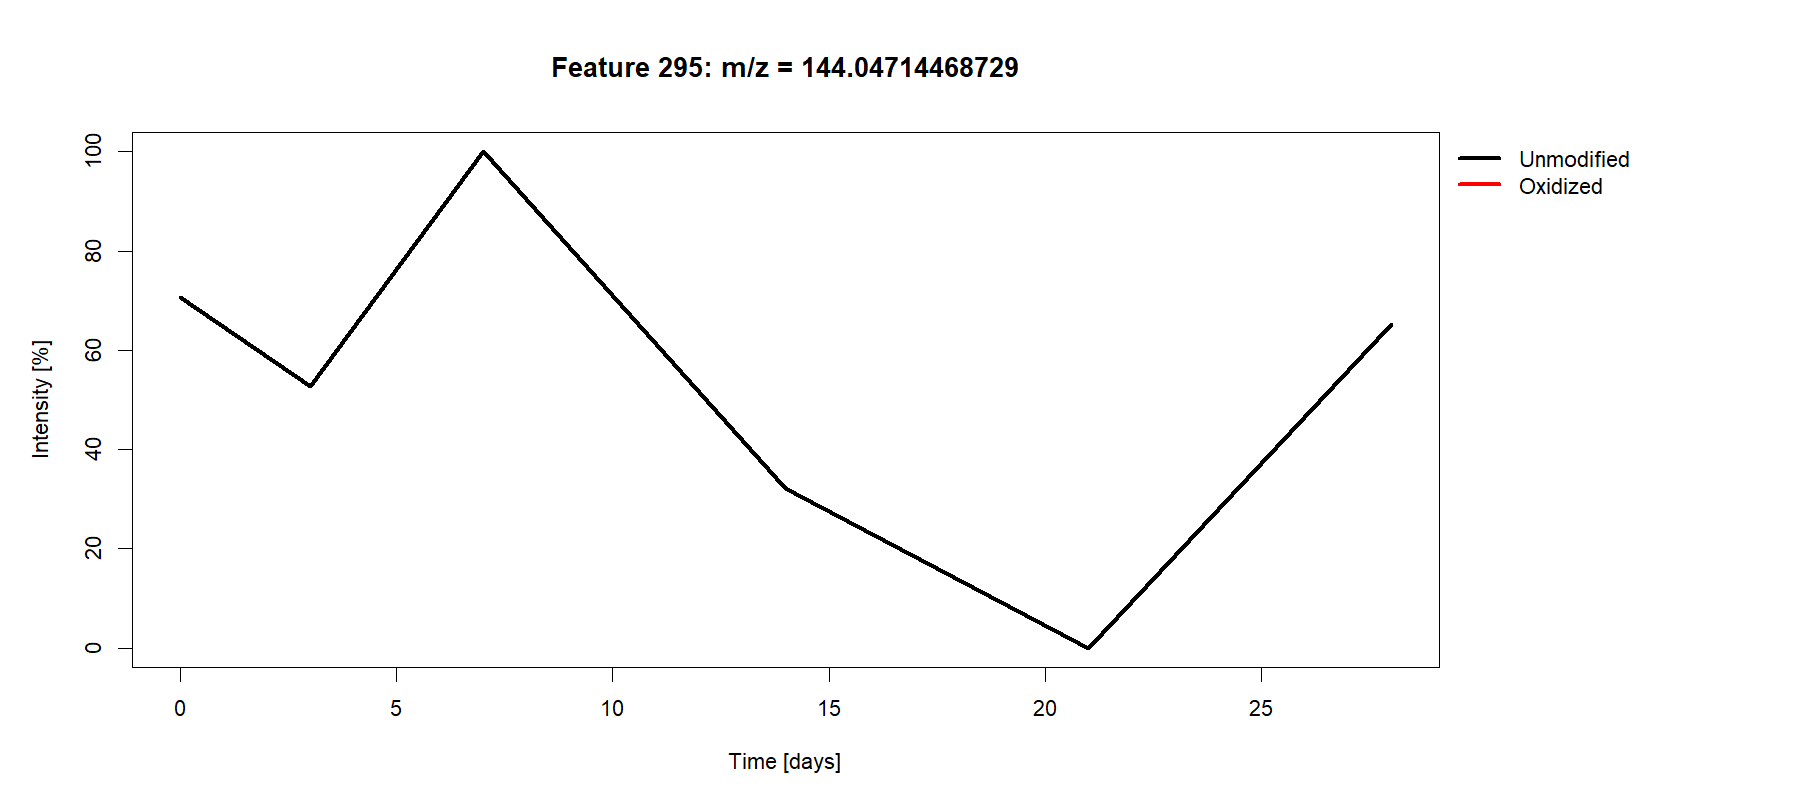 Feature 295: m/z = 144.04714468729
Unmodified
Oxidized
Intensity [%]
100
80
60
40
20
0
0 5 10 15 20 25
Time [days]